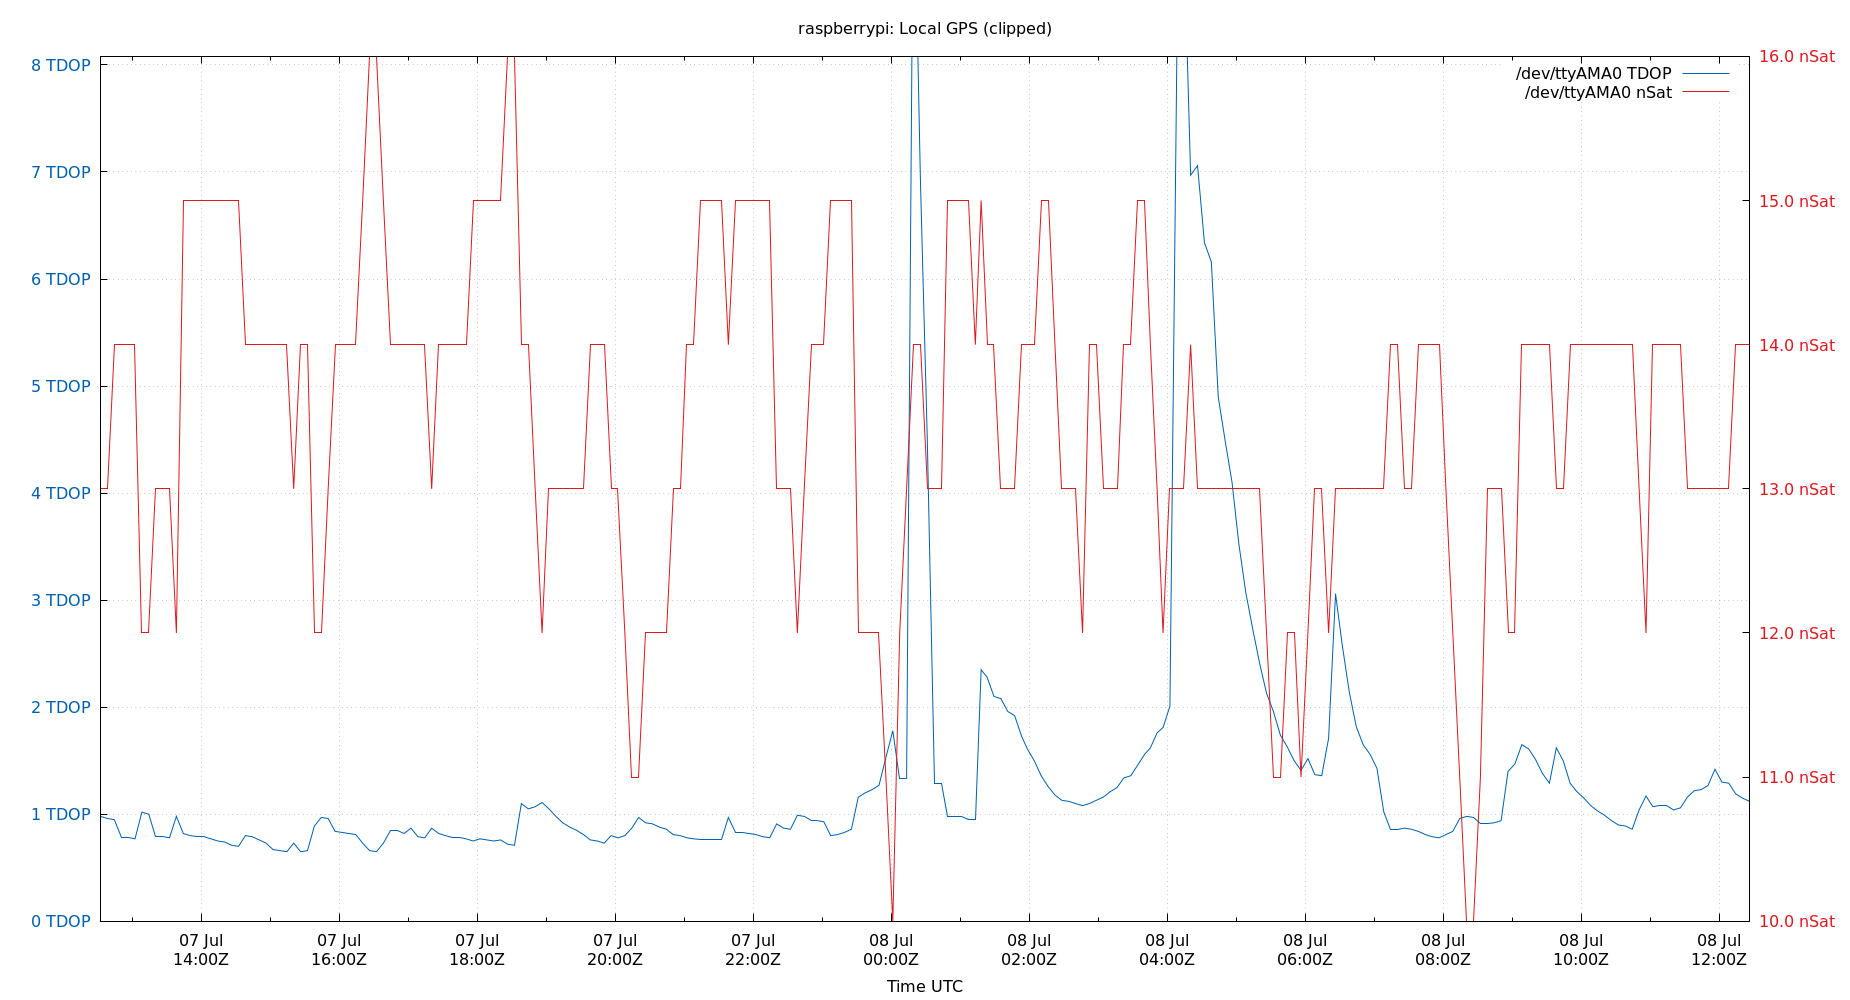 raspberrypi: Local GPS (clipped)
8 TDOP
7 TDOP
6 TDOP
5 TDOP
4 TDOP
3 TDOP
2 TDOP
1 TDOP
0 TDOP
/dev/ttyAMA0 TDOP
/dev/ttyAMA0 nSat
16.0 nSat
15.0 nSat
14.0 nSat
13.0 nSat
12.0 nSat
11.0 nSat
10.0 nSat
07 Jul
14:00Z
07 Jul
16:00Z
07 Jul
18:00Z
07 Jul
20:00Z
07 Jul
22:00Z
08 Jul
00:00Z
08 Jul
02:00Z
08 Jul
04:00Z
08 Jul
06:00Z
08 Jul
08:00Z
08 Jul
10:00Z
08 Jul
12:00Z
Time UTC